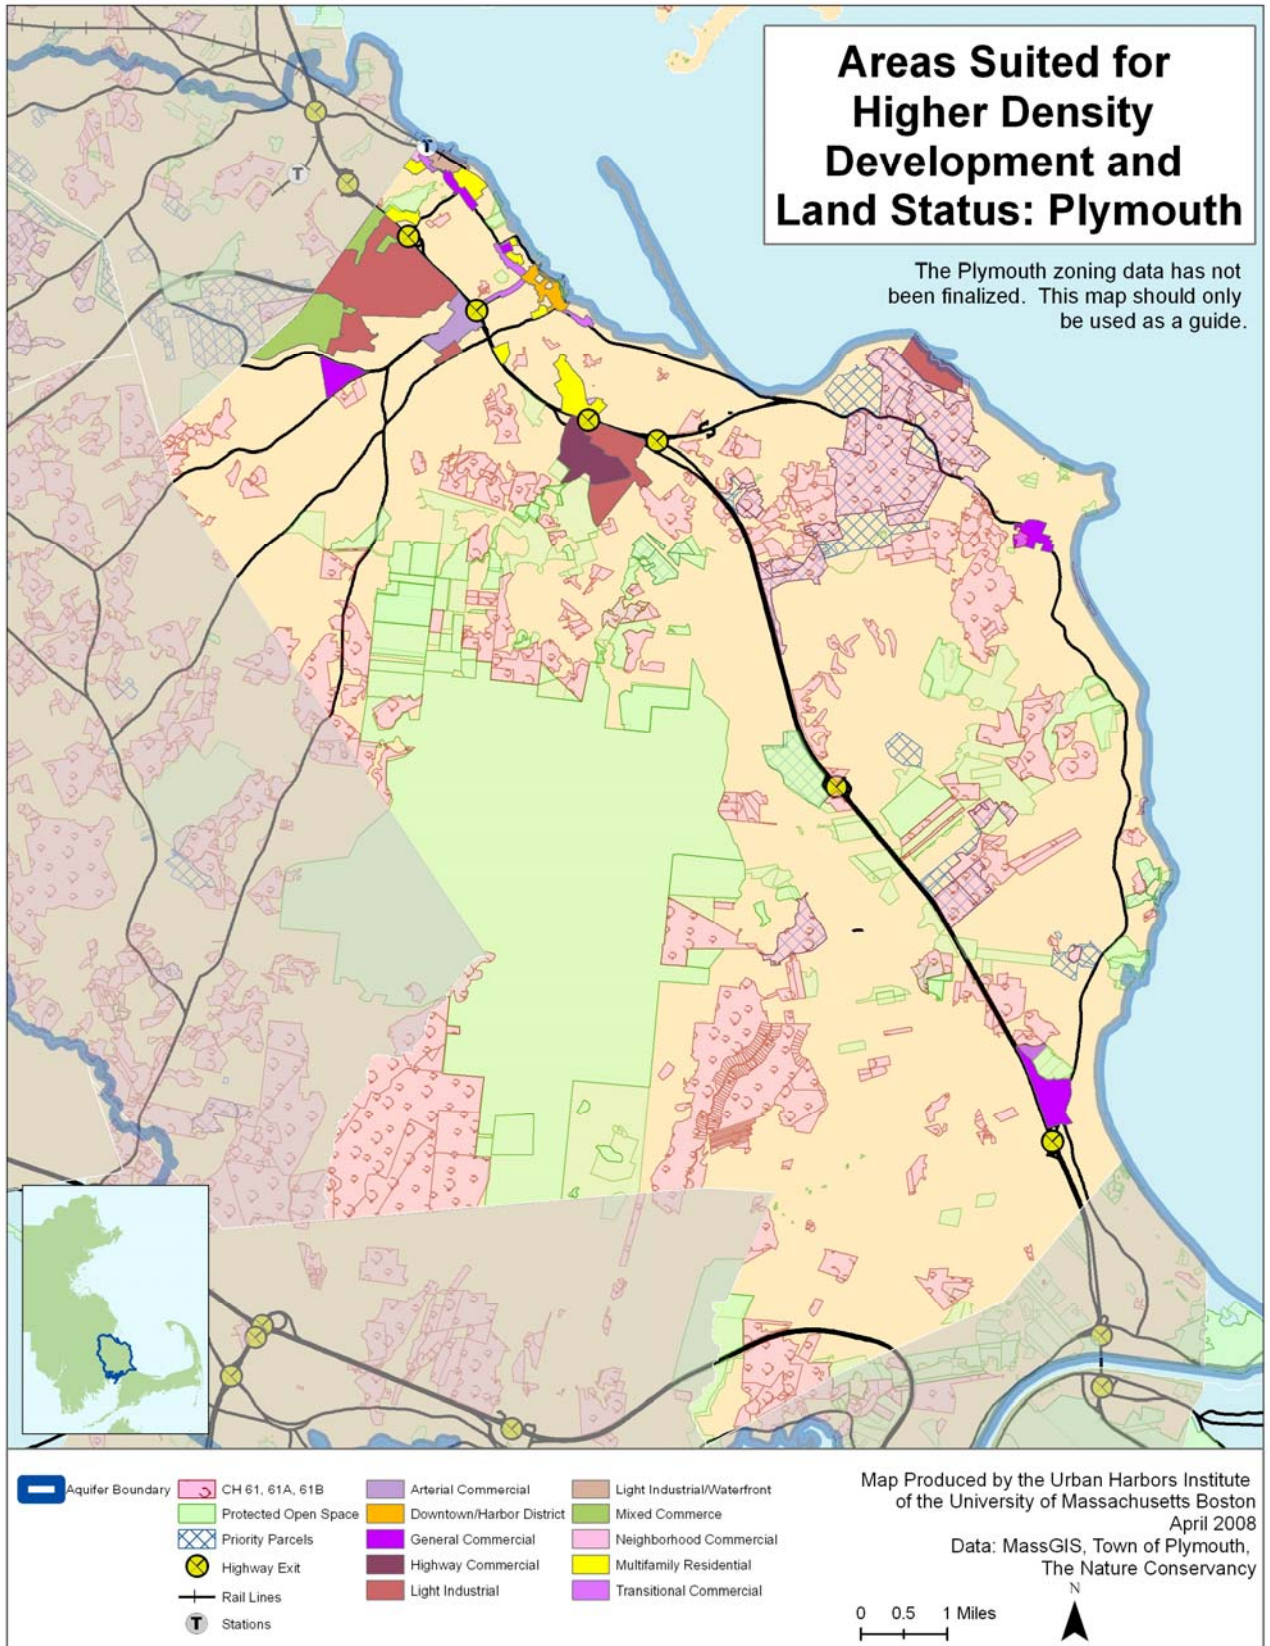 Areas Suited for
Higher Density
Development and
Land Status: Plymouth
The Plymouth zoning data has not
been finalized. This map should only
be used as a guide.
T
T
Aquifer Boundary
CH 61, 61A, 61B
Protected Open Space
Priority Parcels
Highway Exit
Rail Lines
T Stations
Arterial Commercial
Downtown/Harbor District
General Commercial
Highway Commercial
Light Industrial
Light Industrial/Waterfront
Mixed Commerce
Neighborhood Commercial
Multifamily Residential
Transitional Commercial
Map Produced by the Urban Harbors Institute
of the University of Massachusetts Boston
April 2008
Data: MassGIS, Town of Plymouth,
The Nature Conservancy
N
0 0.5 1 Miles